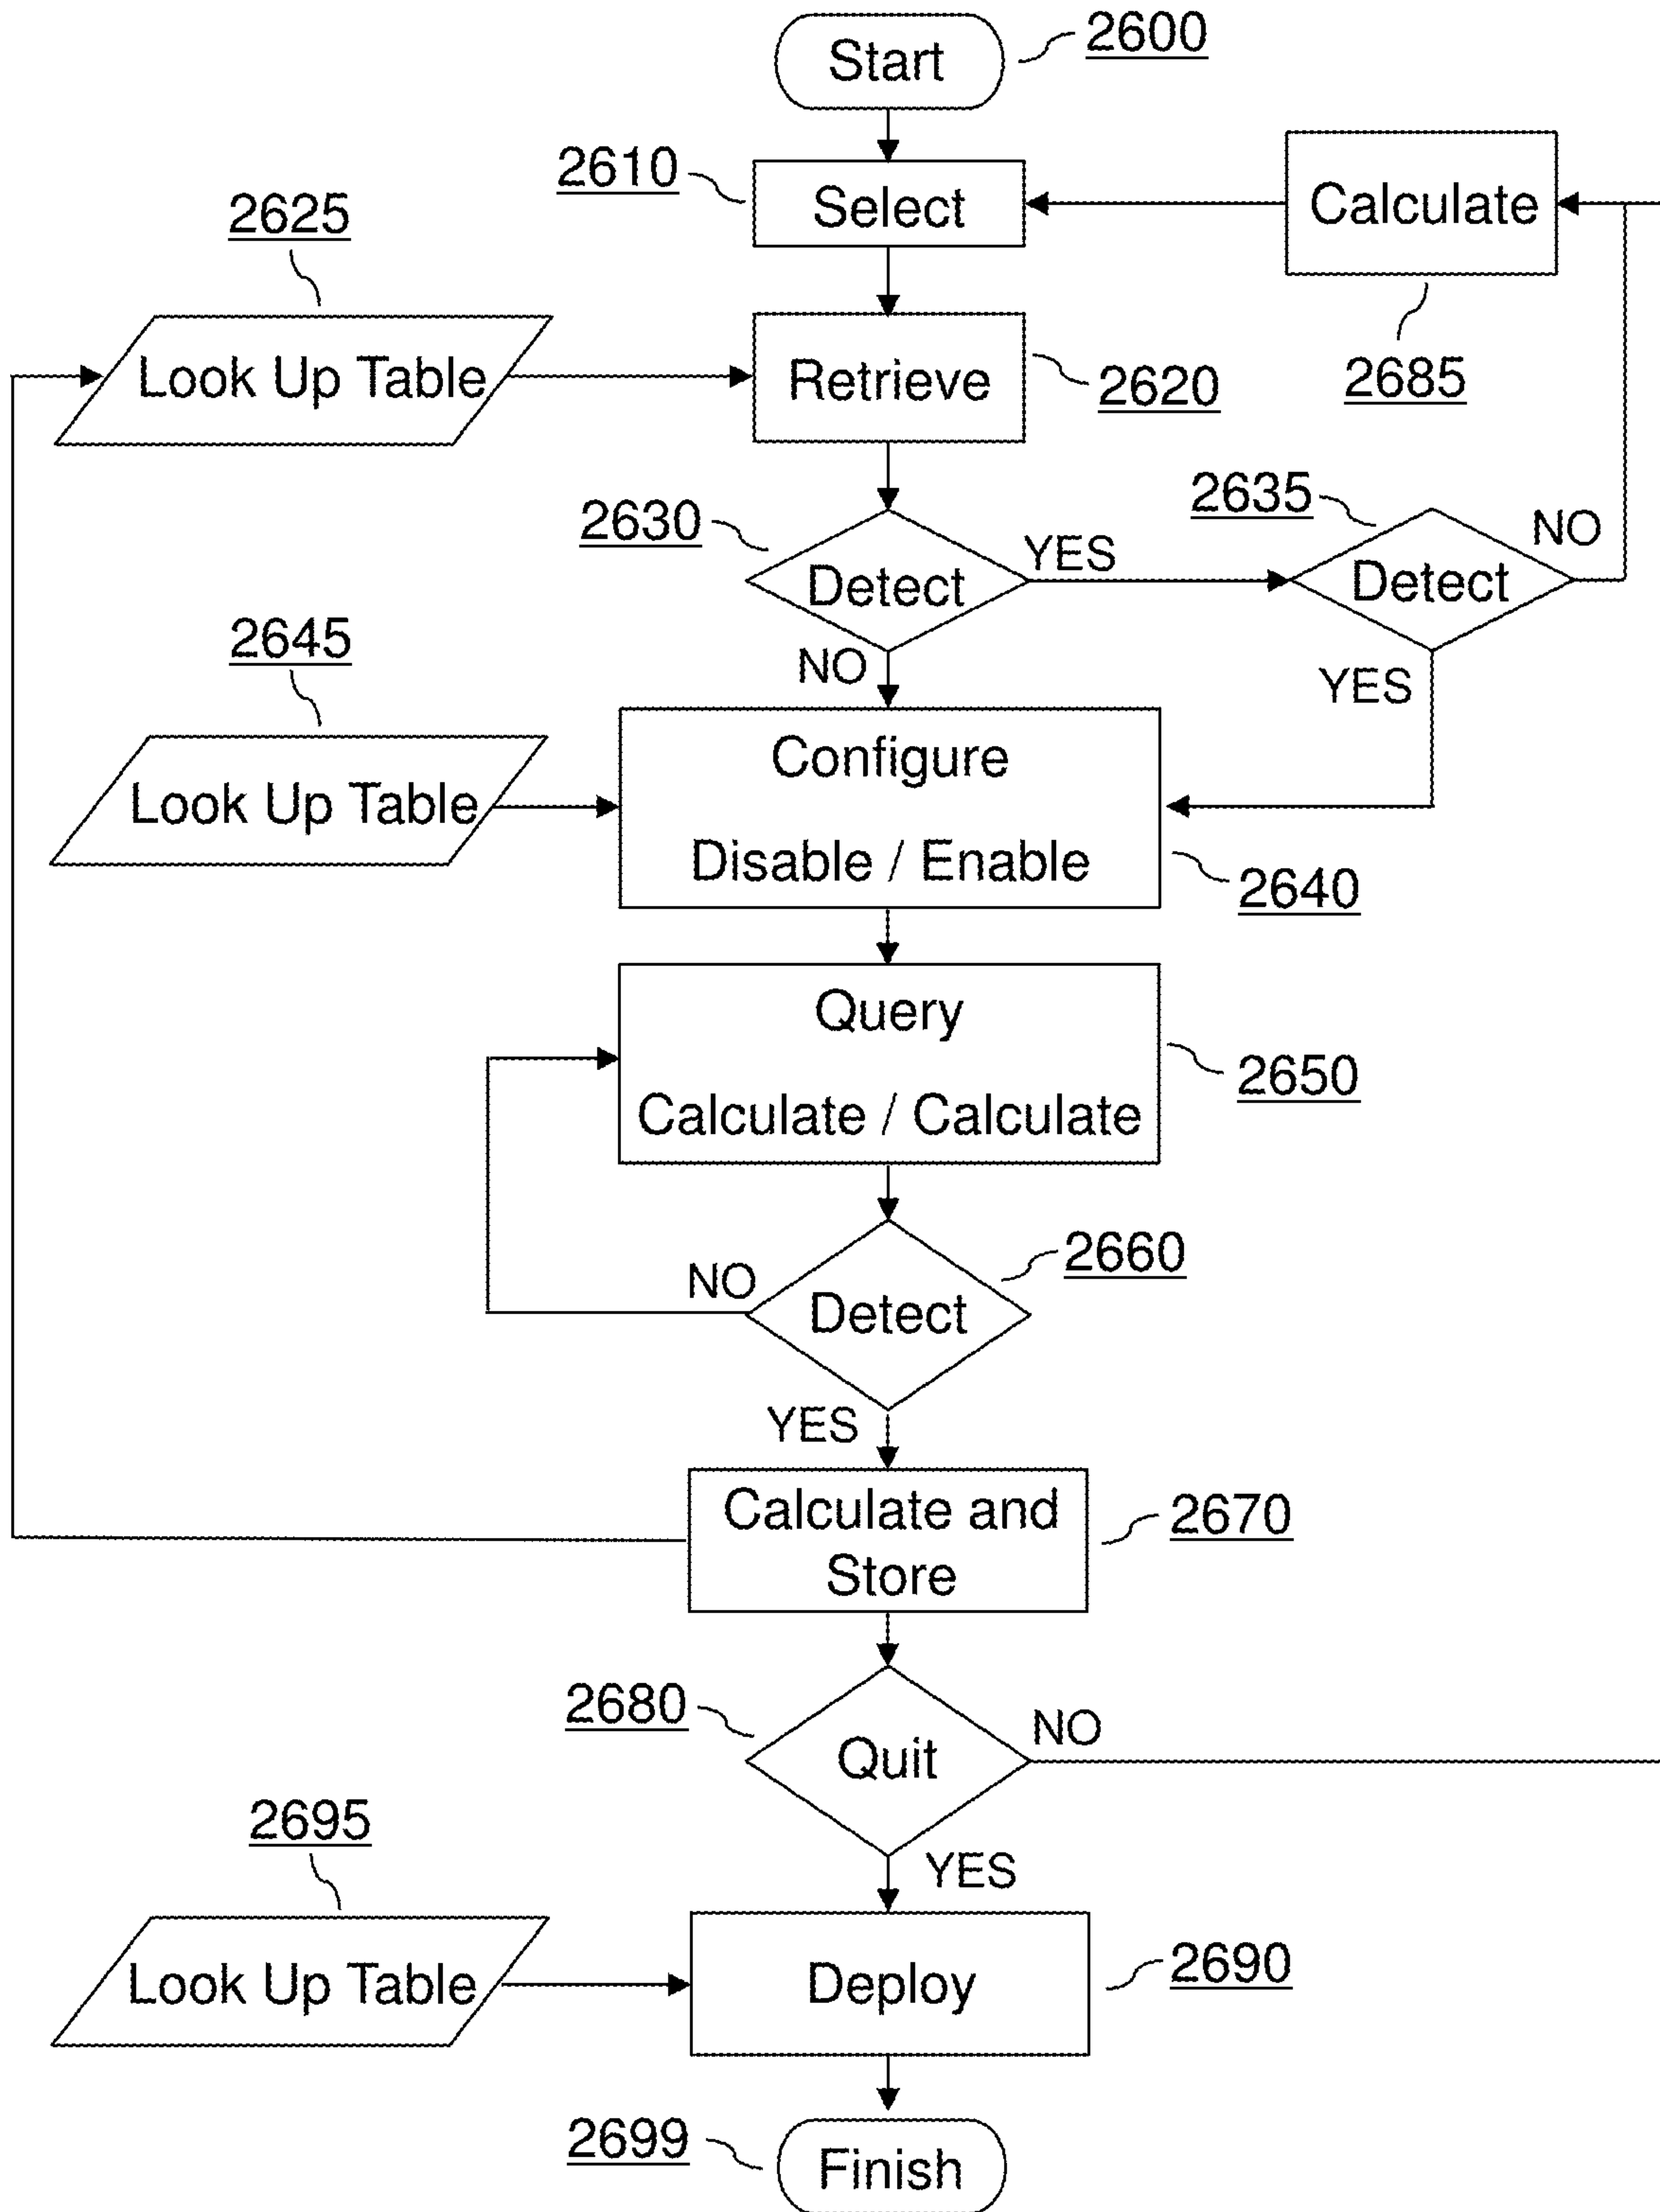 Start
2600
2610
Select
Calculate
2625
Look Up Table
Retrieve
2620
2685
2630
Detect
YES
2635
Detect
NO
NO
YES
2645
Look Up Table
Configure
Disable / Enable
2640
Query
Calculate / Calculate
2650
NO
Detect
2660
YES
Calculate and
Store
2670
2680
Quit
NO
YES
2695
Look Up Table
Deploy
2690
2699
Finish